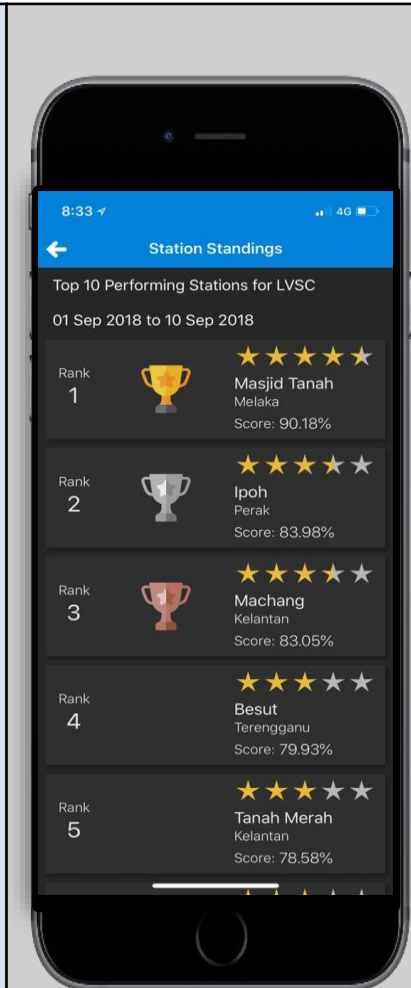 8:33
4G
Station Standings
Top 10 Performing Stations for LVSC
01 Sep 2018 to 10 Sep 2018
Rank
1
Masjid Tanah
Melaka
Score: 90.18%
Rank
2
Ipoh
Perak
Score: 83.98%
Rank
3
Machang
Kelantan
Score: 83.05%
Rank
4
Besut
Terengganu
Score: 79.93%
Rank
5
Tanah Merah
Kelantan
Score: 78.58%